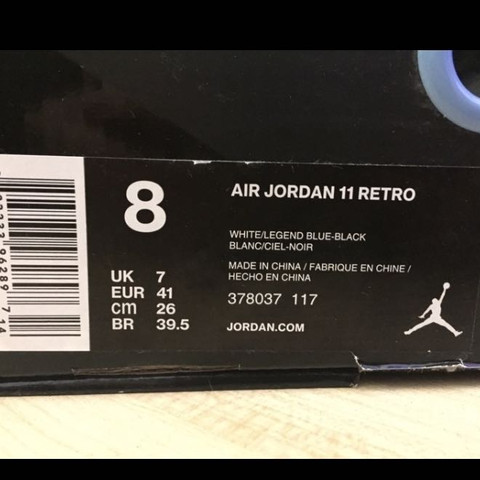 8
AIR JORDAN 11 RETRO
WHITE/LEGEND BLUE-BLACK
BLANC/CIEL-NOIR
MADE IN CHINA / FABRIQUE EN CHINE /
HECHO EN CHINA
378037 117
JORDAN.COM
UK 7
EUR 41
cm 26
BR 39.5